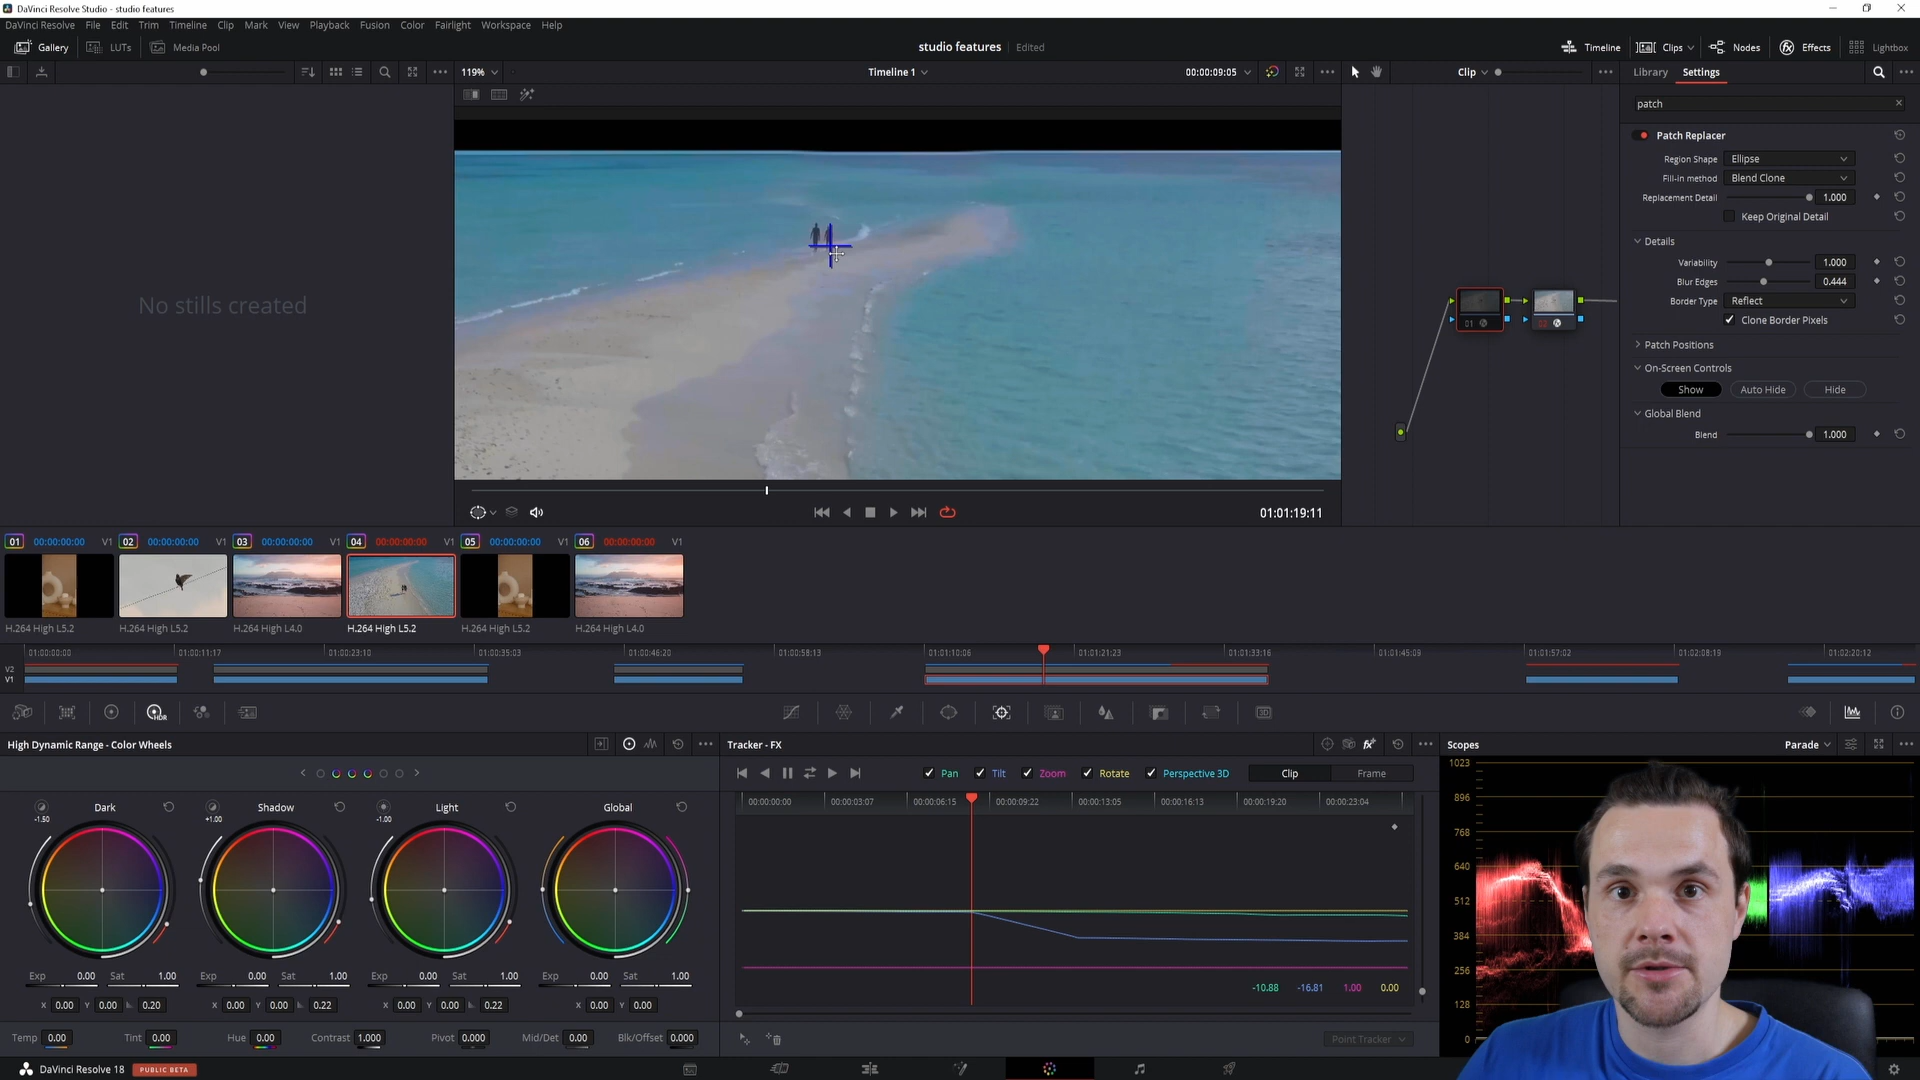 DaVinci Resolve Studio - studio features
DaVinci Resolve File Edit Trim Timeline Clip Mark View Playback Fusion Color Fairlight Workspace Help
Gallery LUTs Media Pool studio features Edited Timeline Clips Nodes Effects Lightbox
119% Timeline 1 00:00:09:05 Clip Library Settings
patch
Patch Replacer
Region Shape Ellipse
Fill-in method Blend Clone
Replacement Detail 1.000
Keep Original Detail
Details
Variability 1.000
Blur Edges 0.444
Border Type Reflect
Clone Border Pixels
Patch Positions
On-Screen Controls
Show Auto Hide Hide
Global Blend
Blend 1.000
No stills created
01 02
01:01:19:11
01 00:00:00:00 V1 02 00:00:00:00 V1 03 00:00:00:00 V1 04 00:00:00:00 V1 05 00:00:00:00 V1 06 00:00:00:00 V1
H.264 High L5.2 H.264 High L5.2 H.264 High L4.0 H.264 High L5.2 H.264 High L5.2 H.264 High L4.0
01:00:00:00 01:00:11:17 01:00:23:10 01:00:35:03 01:00:46:20 01:00:58:13 01:01:10:06 01:01:21:23 01:01:33:16 01:01:45:09 01:01:57:02 01:02:08:19 01:02:20:12
V2
V1
HDR 3D
High Dynamic Range - Color Wheels Tracker - FX Scopes Parade
Pan Tilt Zoom Rotate Perspective 3D Clip Frame
00:00:00:00 00:00:03:07 00:00:06:15 00:00:09:22 00:00:13:05 00:00:16:13 00:00:19:20 00:00:23:04
Dark Shadow Light Global
-1.50 +1.00 -1.00
Exp 0.00 Sat 1.00 Exp 0.00 Sat 1.00 Exp 0.00 Sat 1.00 Exp 0.00 Sat 1.00
X 0.00 Y 0.00 0.20 X 0.00 Y 0.00 0.22 X 0.00 Y 0.00 0.22 X 0.00 Y 0.00
Temp 0.00 Tint 0.00 Hue 0.00 Contrast 1.000 Pivot 0.000 Mid/Det 0.00 Blk/Offset 0.000
-10.88 -16.81 1.00 0.00
Point Tracker
1023
896
768
640
512
384
256
128
0
DaVinci Resolve 18 PUBLIC BETA